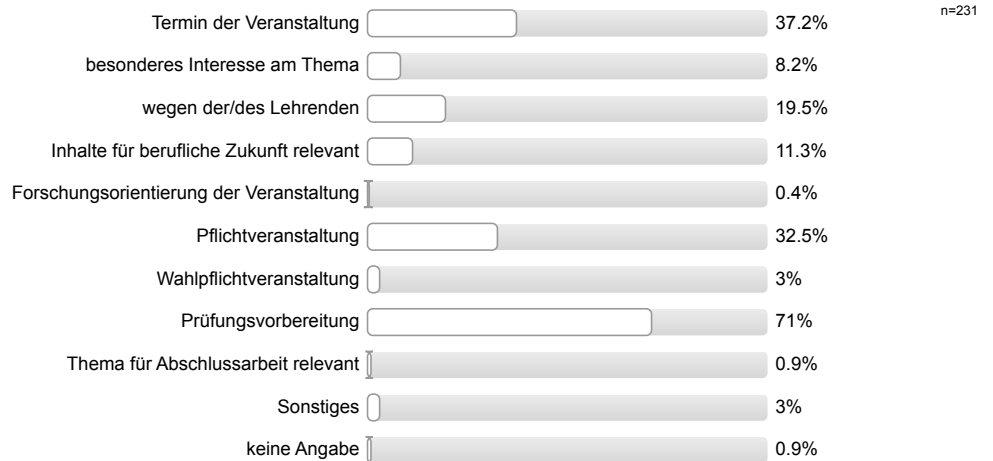 n=231
Termin der Veranstaltung 37.2%
besonderes Interesse am Thema 8.2%
wegen der/des Lehrenden 19.5%
Inhalte für berufliche Zukunft relevant 11.3%
Forschungsorientierung der Veranstaltung 0.4%
Pflichtveranstaltung 32.5%
Wahlpflichtveranstaltung 3%
Prüfungsvorbereitung 71%
Thema für Abschlussarbeit relevant 0.9%
Sonstiges 3%
keine Angabe 0.9%